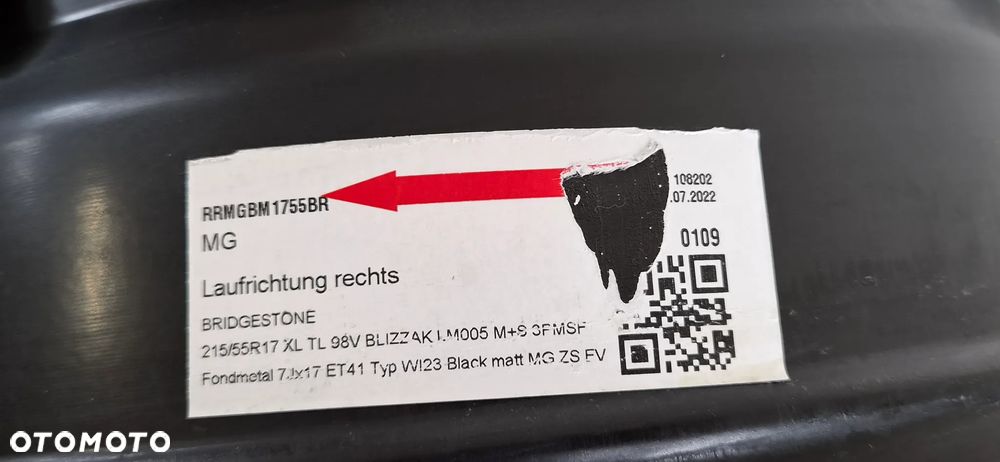 108202
.07.2022
RRMGBM1755BR
MG
0109
Laufrichtung rechts
BRIDGESTONE
215/55R17 XL TL 98V BLIZZAK LM005 M+S 3PMSF
Fondmetal 7Jx17 ET41 Typ WI23 Black matt MG ZS EV
OTOMOTO